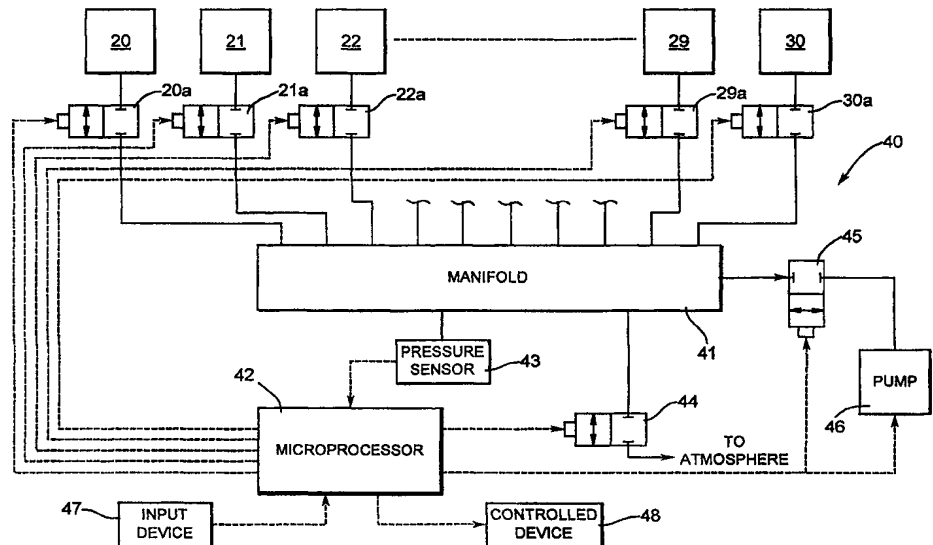 20
21
22
29
30
20a
21a
22a
29a
30a
40
45
MANIFOLD
41
PRESSURE
SENSOR
43
42
MICROPROCESSOR
44
TO
ATMOSPHERE
PUMP
46
47
INPUT
DEVICE
CONTROLLED
DEVICE
48